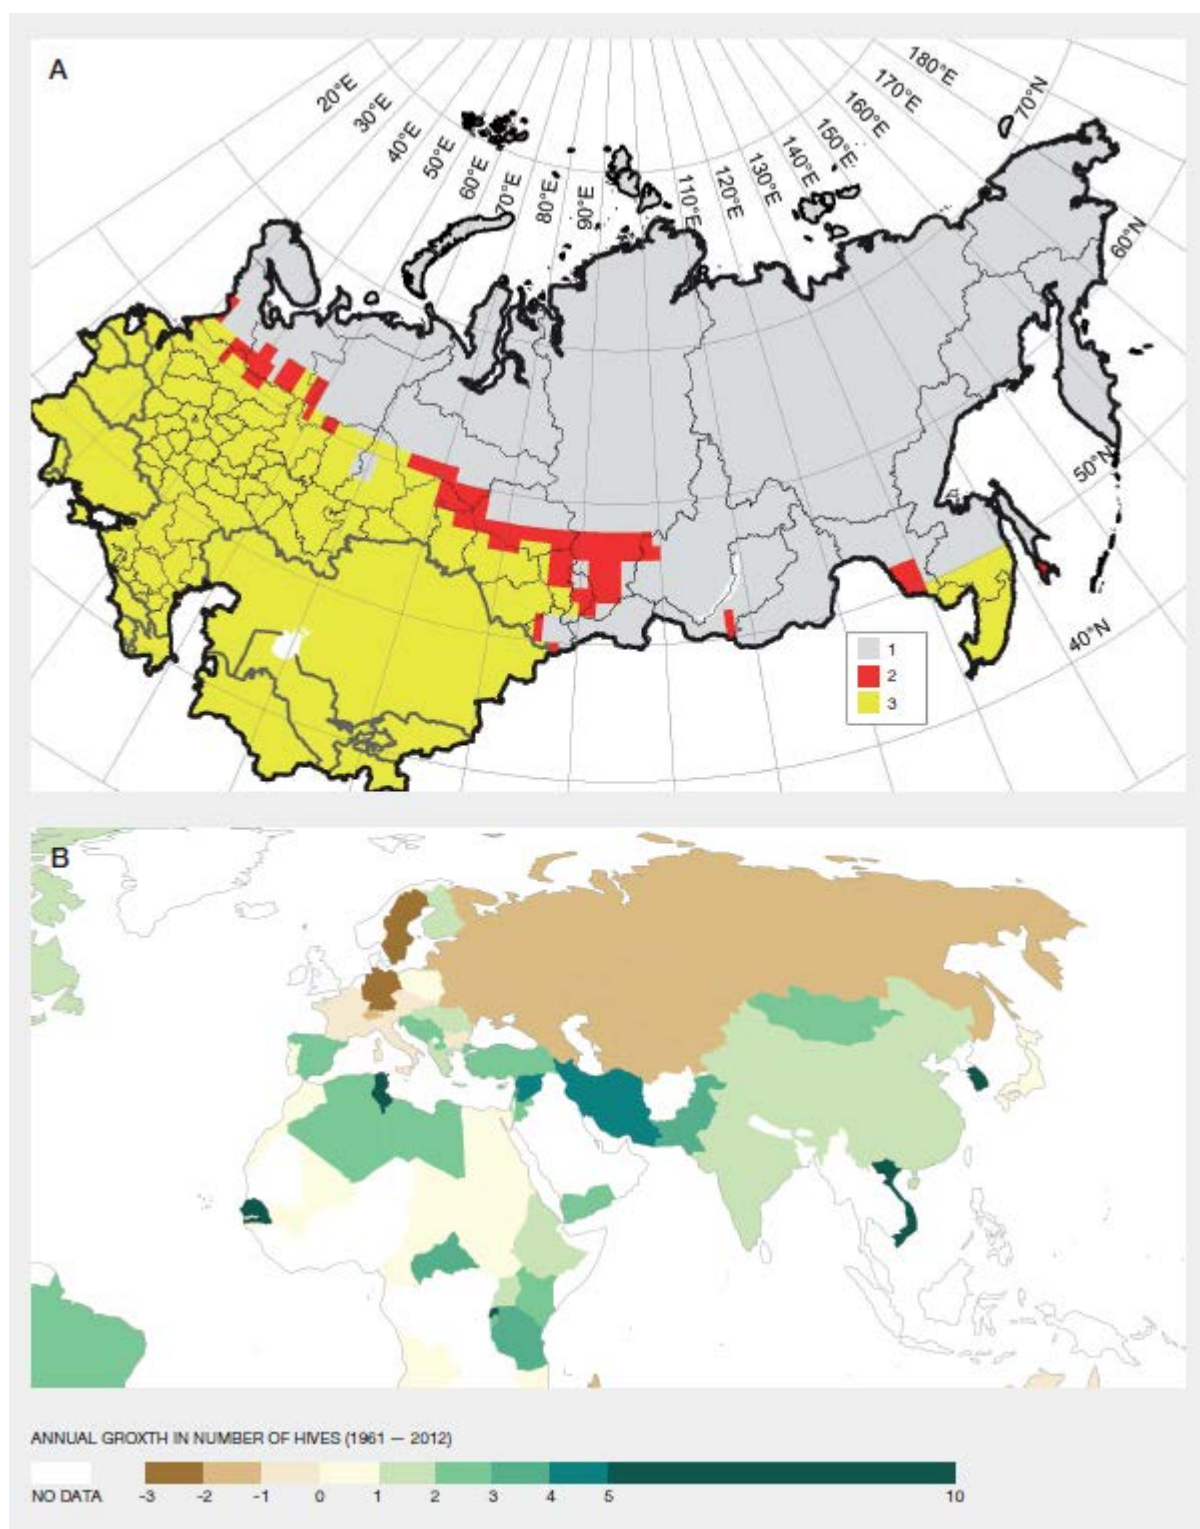 A
20°E
30°E
40°E
50°E
60°E
70°E
80°E
90°E
110°E
120°E
130°E
140°E
150°E
160°E
170°E
180°E
70°N
60°N
50°N
40°N
1
2
3
B
ANNUAL GROXTH IN NUMBER OF HIVES (1961 — 2012)
NO DATA -3 -2 -1 0 1 2 3 4 5 10